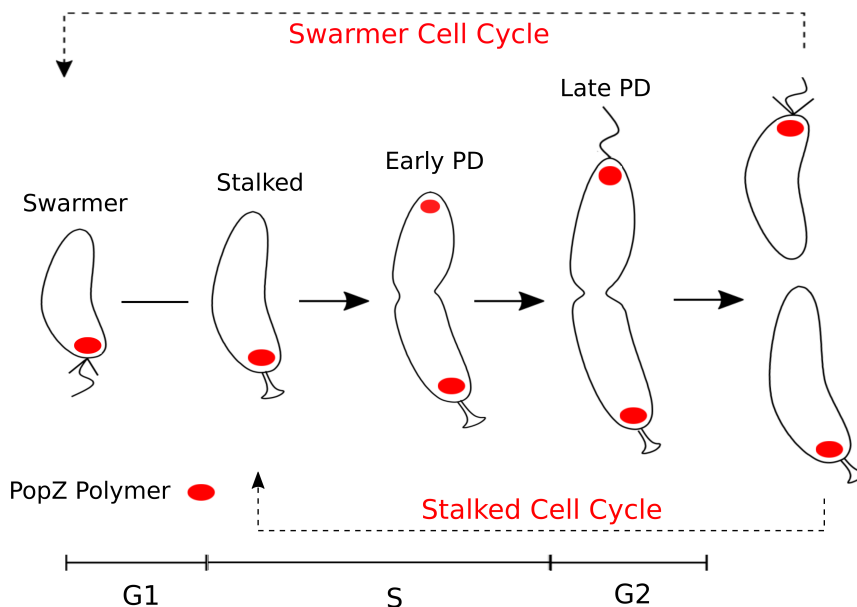 Swarmer Cell Cycle
Late PD
Early PD
Stalked
Swarmer
PopZ Polymer
Stalked Cell Cycle
G1
S
G2